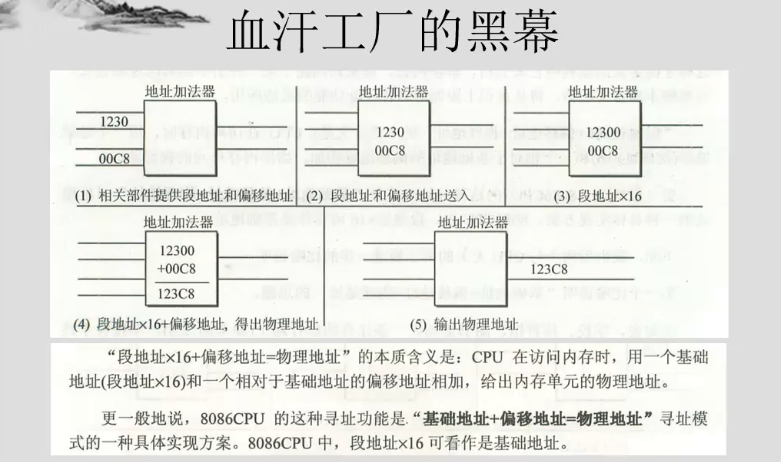 血汗工厂的黑幕
地址加法器 地址加法器 地址加法器
1230 1230 12300
00C8 00C8 00C8
(1) 相关部件提供段地址和偏移地址 (2) 段地址和偏移地址送入 (3) 段地址×16
地址加法器 地址加法器
12300
+00C8 123C8
123C8
(4) 段地址×16+偏移地址, 得出物理地址 (5) 输出物理地址
“段地址×16+偏移地址=物理地址”的本质含义是：CPU 在访问内存时，用一个基础
地址(段地址×16)和一个相对于基础地址的偏移地址相加，给出内存单元的物理地址。
更一般地说，8086CPU 的这种寻址功能是“基础地址+偏移地址=物理地址”寻址模
式的一种具体实现方案。8086CPU 中，段地址×16 可看作是基础地址。